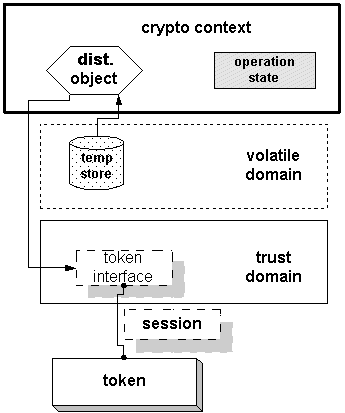 crypto context
dist.
object
operation
state
temp
store
volatile
domain
token
interface
trust
domain
session
token